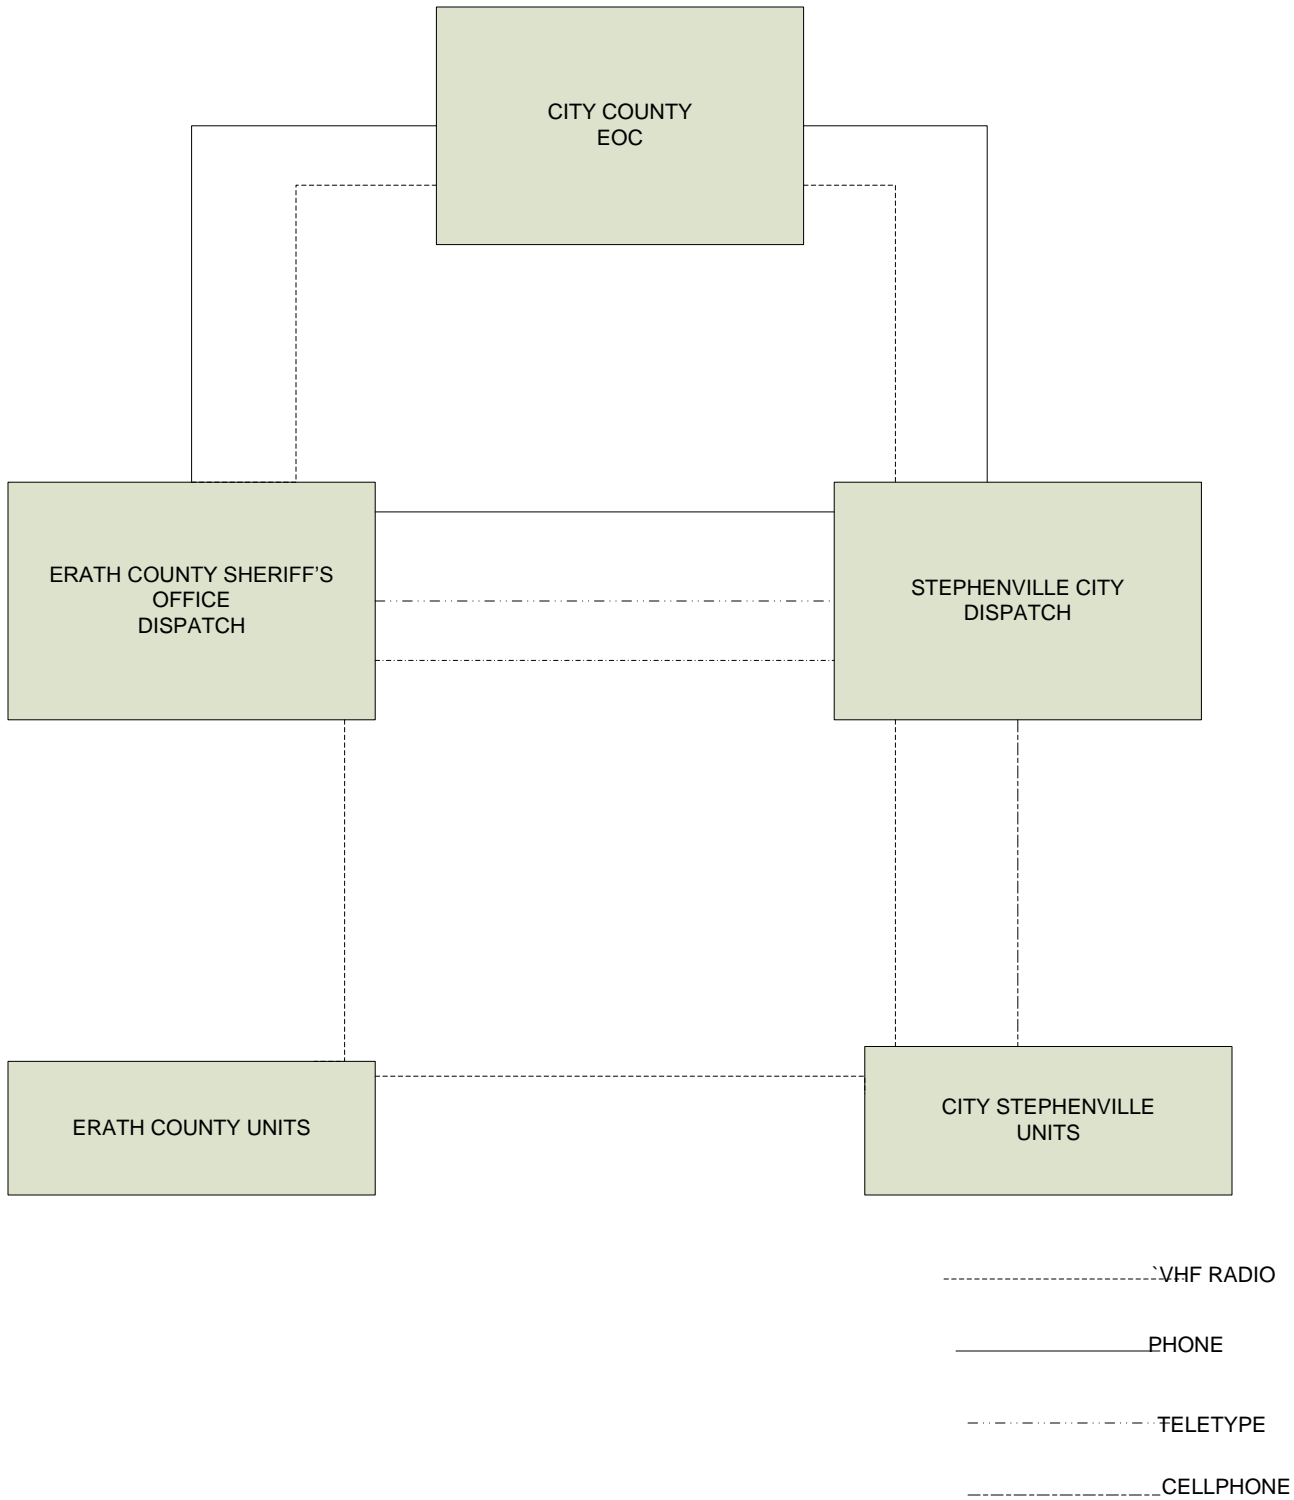 CITY COUNTY
EOC
ERATH COUNTY SHERIFF’S
OFFICE
DISPATCH
STEPHENVILLE CITY
DISPATCH
ERATH COUNTY UNITS
CITY STEPHENVILLE
UNITS
`VHF RADIO
PHONE
TELETYPE
CELLPHONE